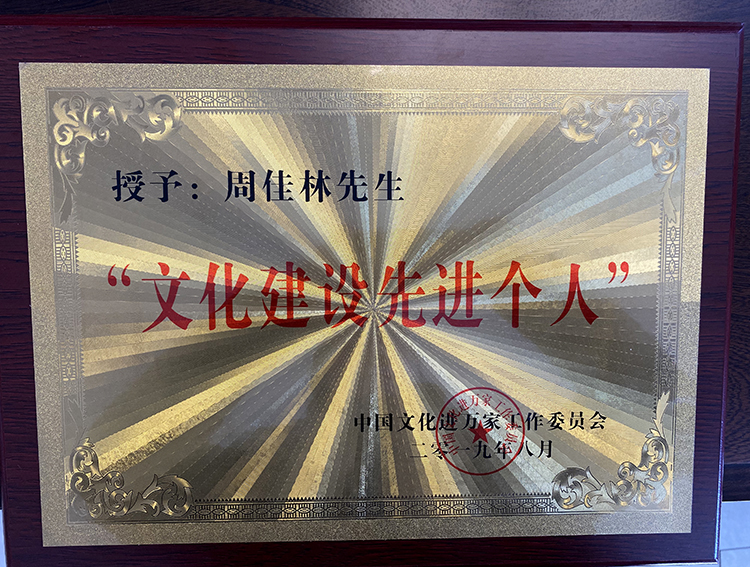 授予：周佳林先生
“文化建设先进个人”
中国文化进万家工作委员会
二零一九年八月